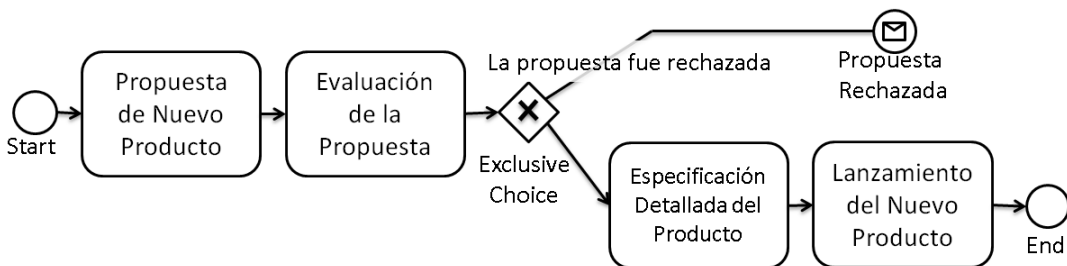 Start
Propuesta
de Nuevo
Producto
Evaluación
de la
Propuesta
La propuesta fue rechazada
Exclusive
Choice
Propuesta
Rechazada
Especificación
Detallada del
Producto
Lanzamiento
del Nuevo
Producto
End